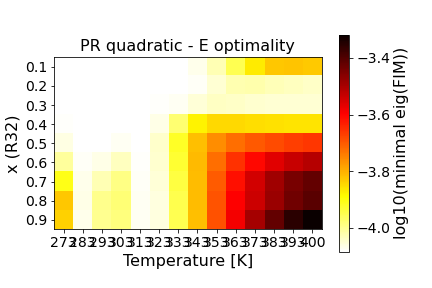 PR quadratic - E optimality
x (R32)
0.1
0.2
0.3
0.4
0.5
0.6
0.7
0.8
0.9
273 283 293 303 313 323 333 343 353 363 373 383 393 400
Temperature [K]
−3.4
−3.6
−3.8
−4.0
log10(minimal eig(FIM))